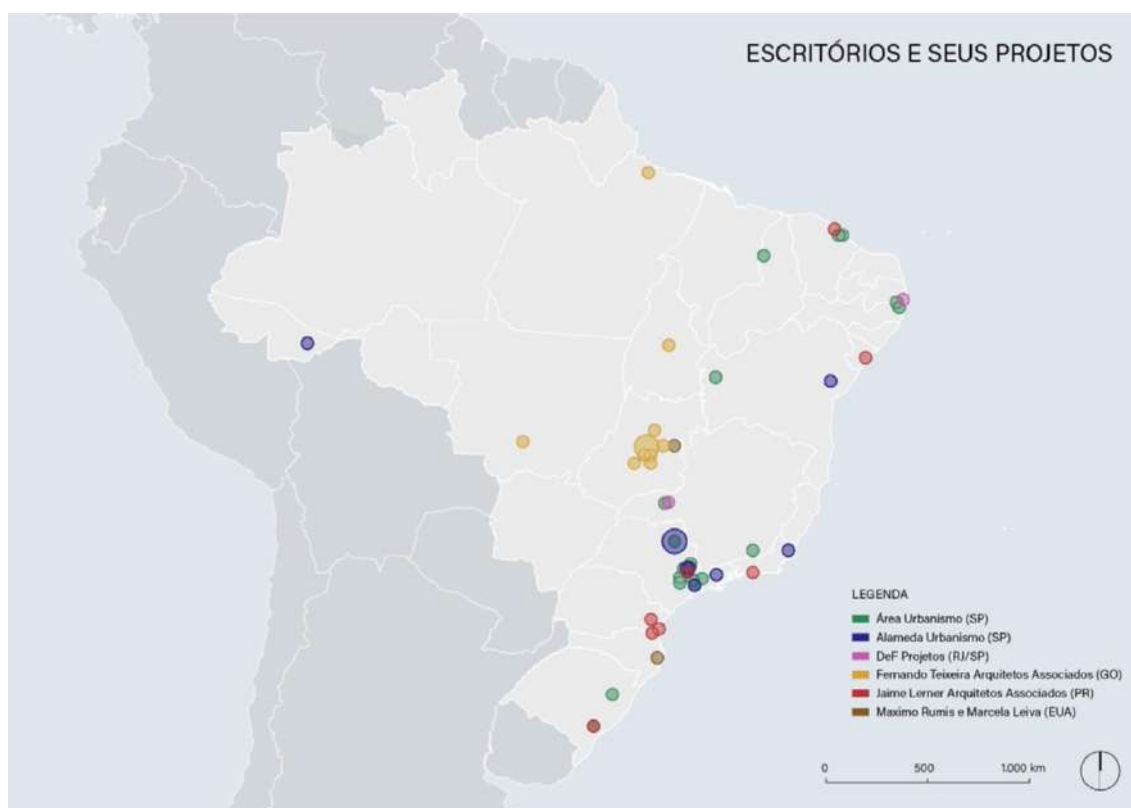 ESCRITÓRIOS E SEUS PROJETOS
LEGENDA
Área Urbanismo (SP)
Alameda Urbanismo (SP)
DeF Projetos (RJ/SP)
Fernando Teixeira Arquitetos Associados (GO)
Jaime Lerner Arquitetos Associados (PR)
Maximo Rumis e Marcela Leiva (EUA)
0 500 1.000 km